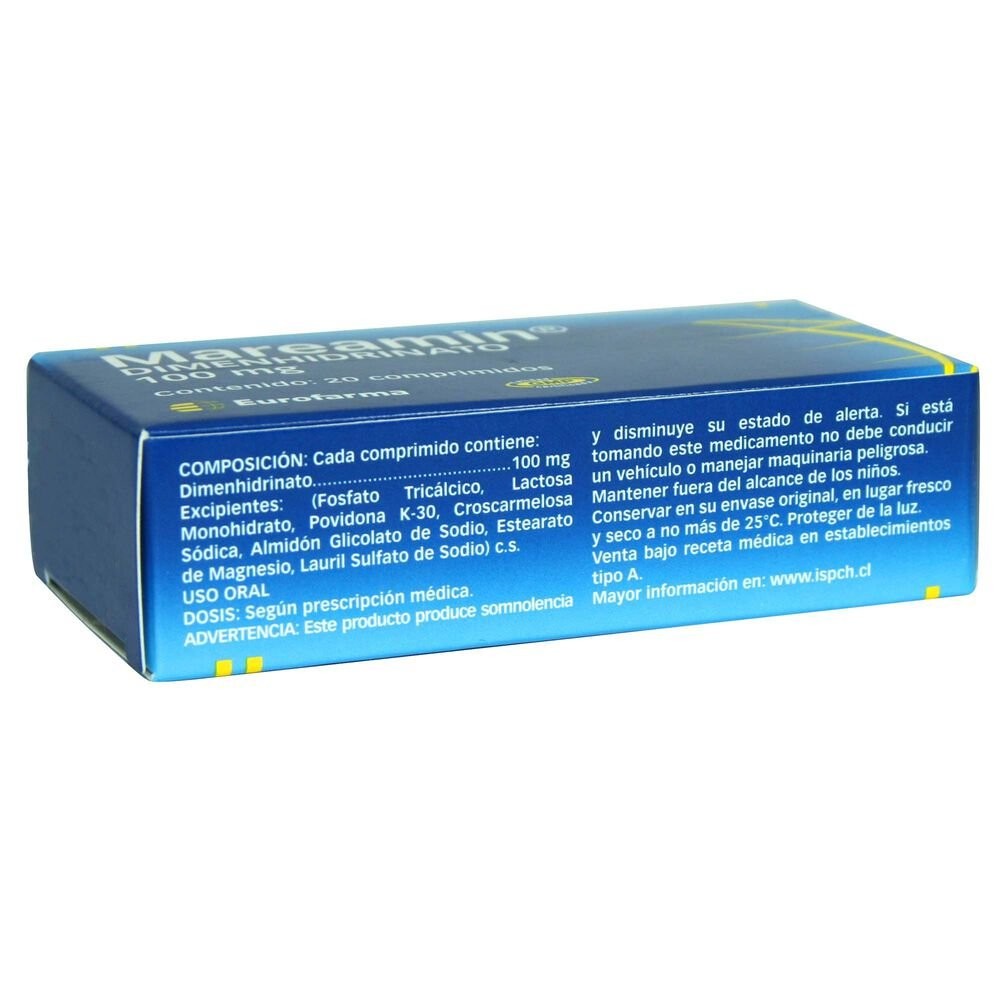 Mareamin®
DIMENHIDRINATO
100 mg
Contenido: 20 comprimidos
Eurofarma
COMPOSICIÓN: Cada comprimido contiene:
Dimenhidrinato....................................100 mg
Excipientes: (Fosfato Tricálcico, Lactosa
Monohidrato, Povidona K-30, Croscarmelosa
Sódica, Almidón Glicolato de Sodio, Estearato
de Magnesio, Lauril Sulfato de Sodio) c.s.
USO ORAL
DOSIS: Según prescripción médica.
ADVERTENCIA: Este producto produce somnolencia
y disminuye su estado de alerta. Si está
tomando este medicamento no debe conducir
un vehículo o manejar maquinaria peligrosa.
Mantener fuera del alcance de los niños.
Conservar en su envase original, en lugar fresco
y seco a no más de 25°C. Proteger de la luz.
Venta bajo receta médica en establecimientos
tipo A.
Mayor información en: www.ispch.cl